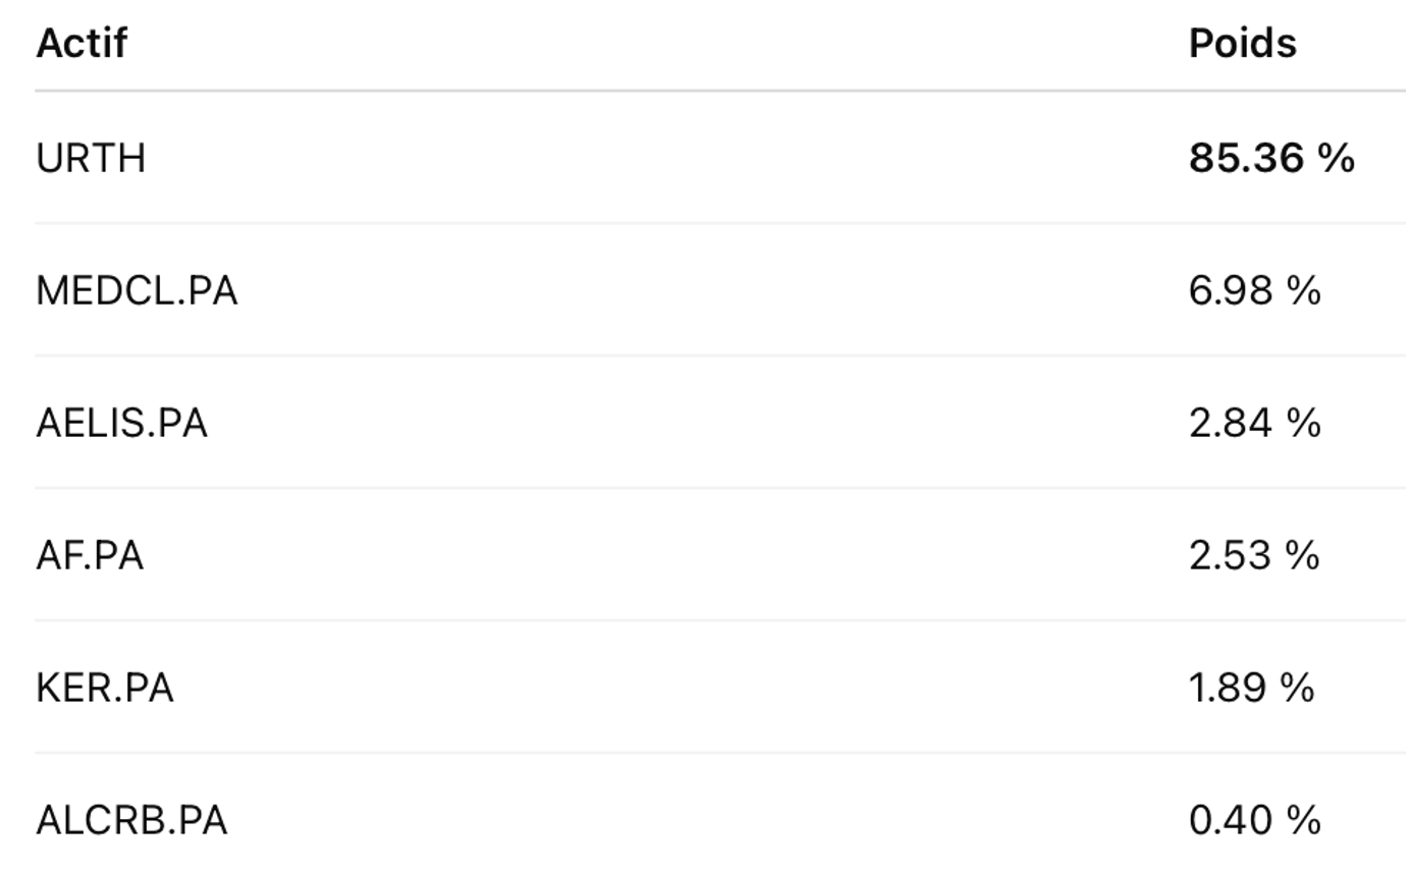 Actif Poids
URTH 85.36 %
MEDCL.PA 6.98 %
AELIS.PA 2.84 %
AF.PA 2.53 %
KER.PA 1.89 %
ALCRB.PA 0.40 %